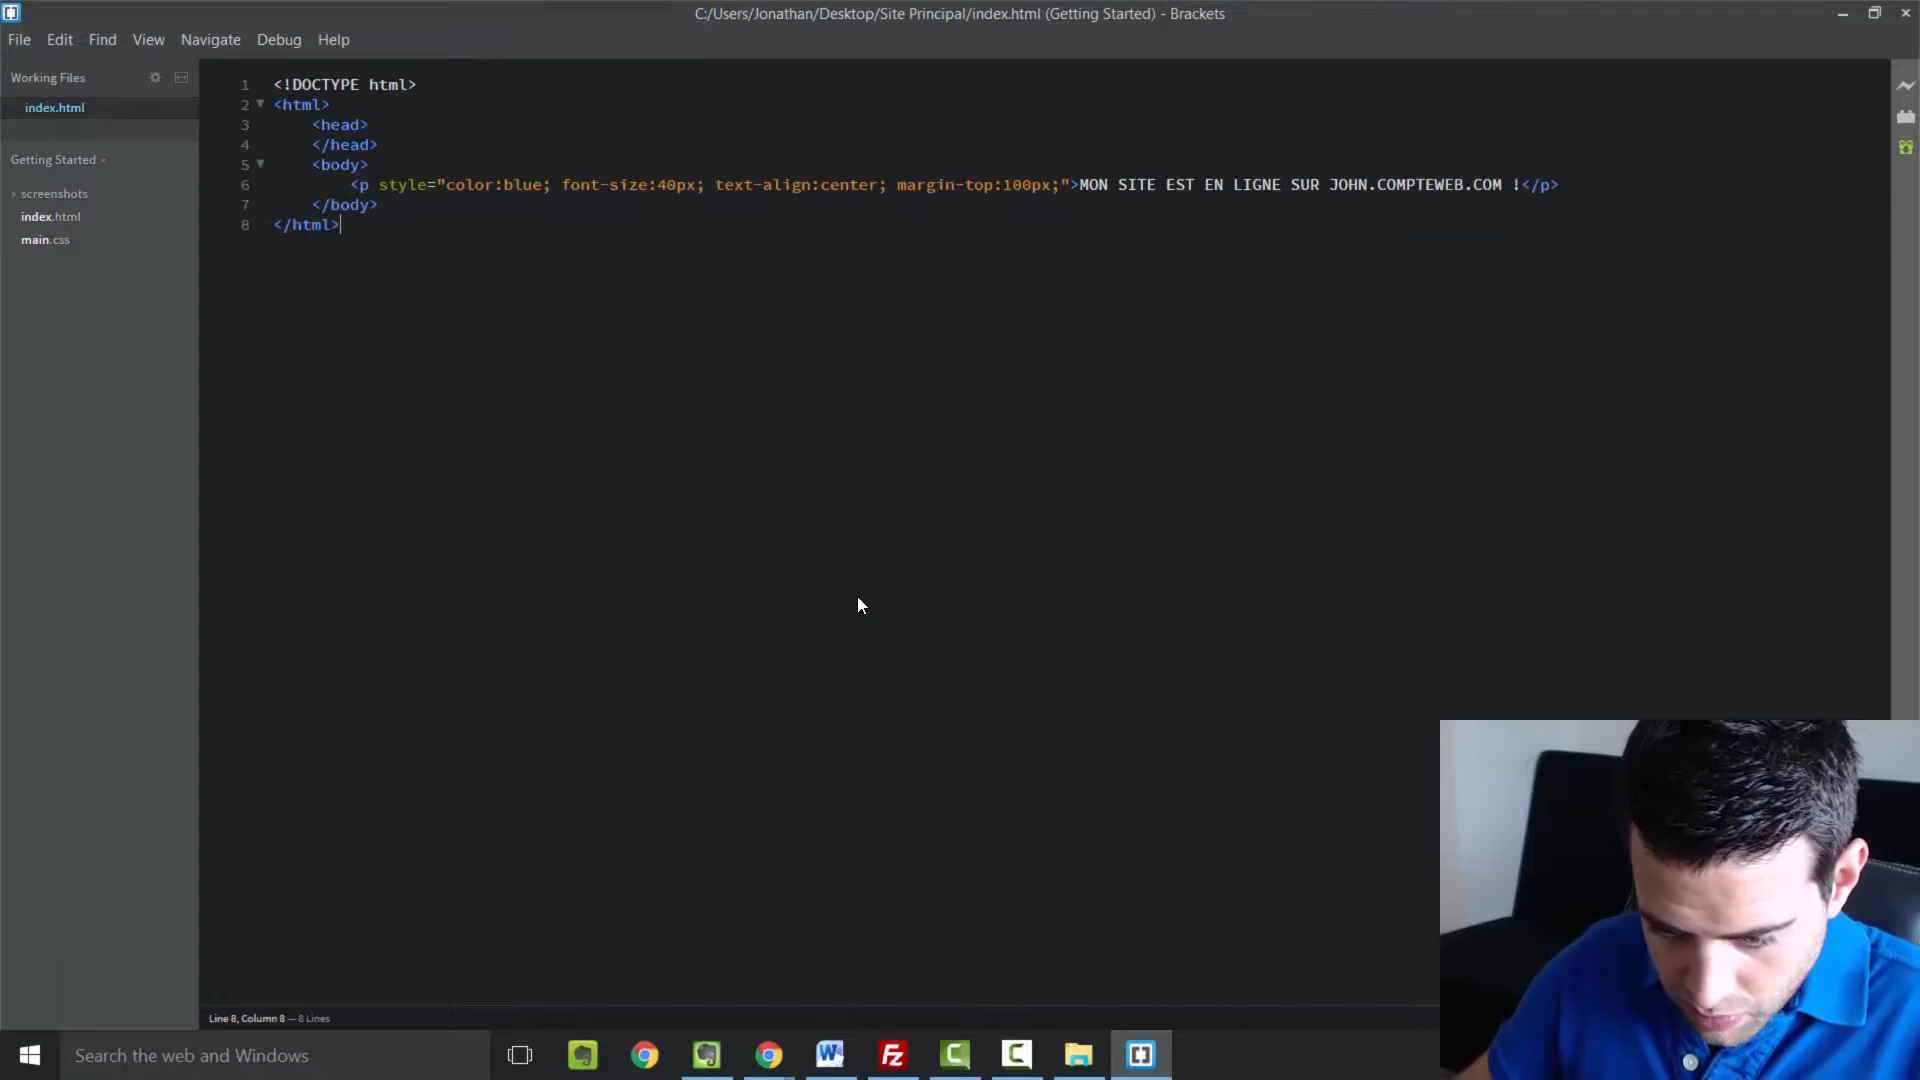 C:/Users/Jonathan/Desktop/Site Principal/index.html (Getting Started) - Brackets
File Edit Find View Navigate Debug Help
Working Files
index.html
Getting Started
screenshots
index.html
main.css
1 <!DOCTYPE html>
2 <html>
3 <head>
4 </head>
5 <body>
6 <p style="color:blue; font-size:40px; text-align:center; margin-top:100px;">MON SITE EST EN LIGNE SUR JOHN.COMPTEWEB.COM !</p>
7 </body>
8 </html>
Line 8, Column 8 — 8 Lines
Search the web and Windows